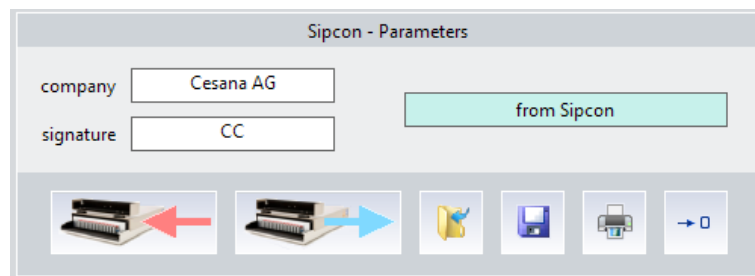 Sipcon - Parameters
company
Cesana AG
from Sipcon
signature
CC
→ 0